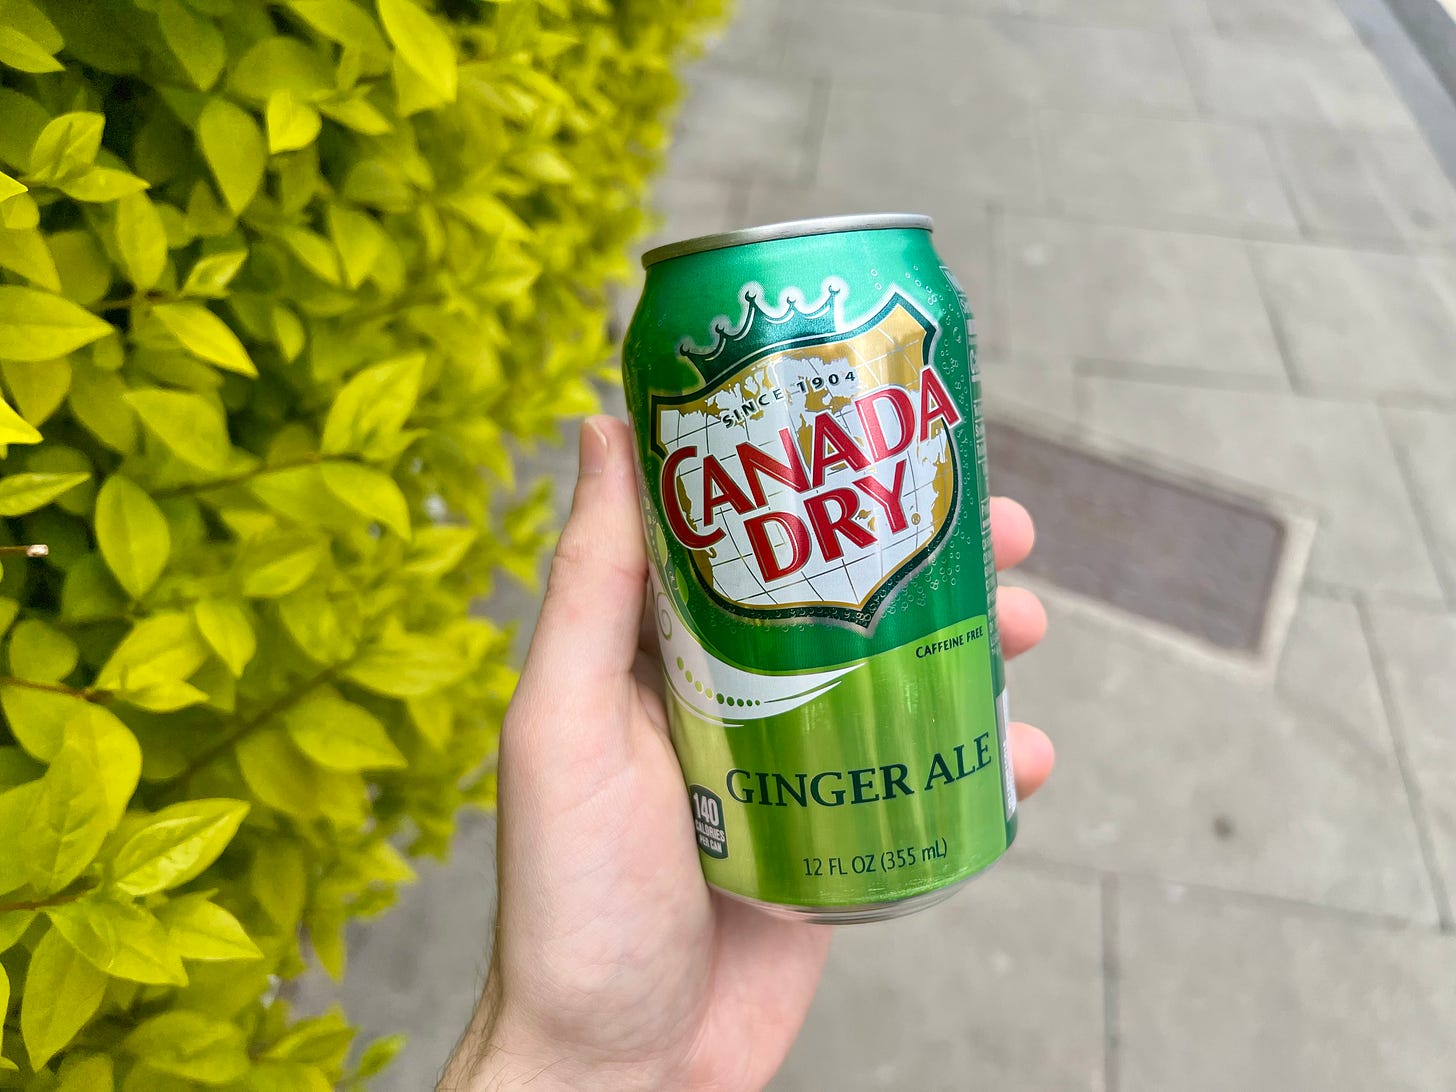 SINCE 1904
CANADA
DRY®
CAFFEINE FREE
GINGER ALE
140
CALORIES
PER CAN
12 FL OZ (355 mL)